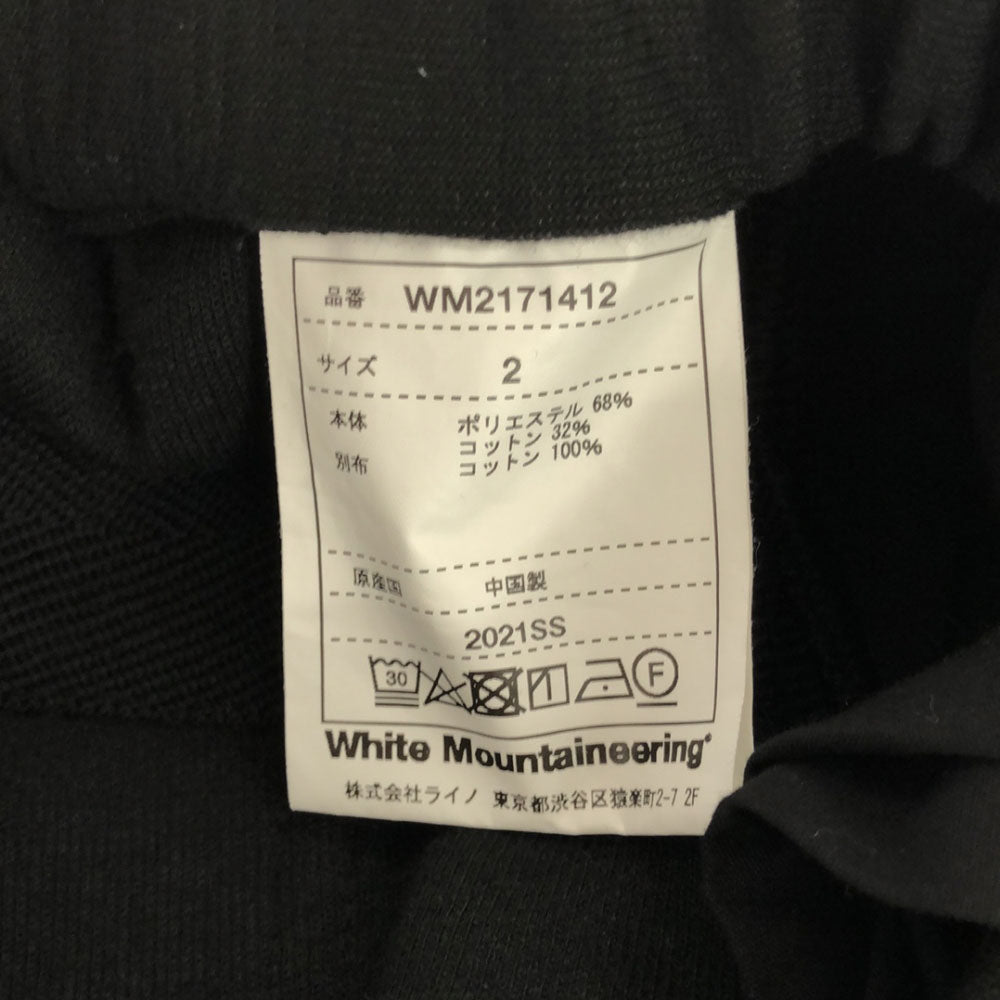 品番 WM2171412
サイズ 2
本体 ポリエステル 68%
コットン 32%
別布 コットン 100%
原産国 中国製
2021SS
30 F
White Mountaineering
株式会社ライノ 東京都渋谷区猿楽町2-7 2F